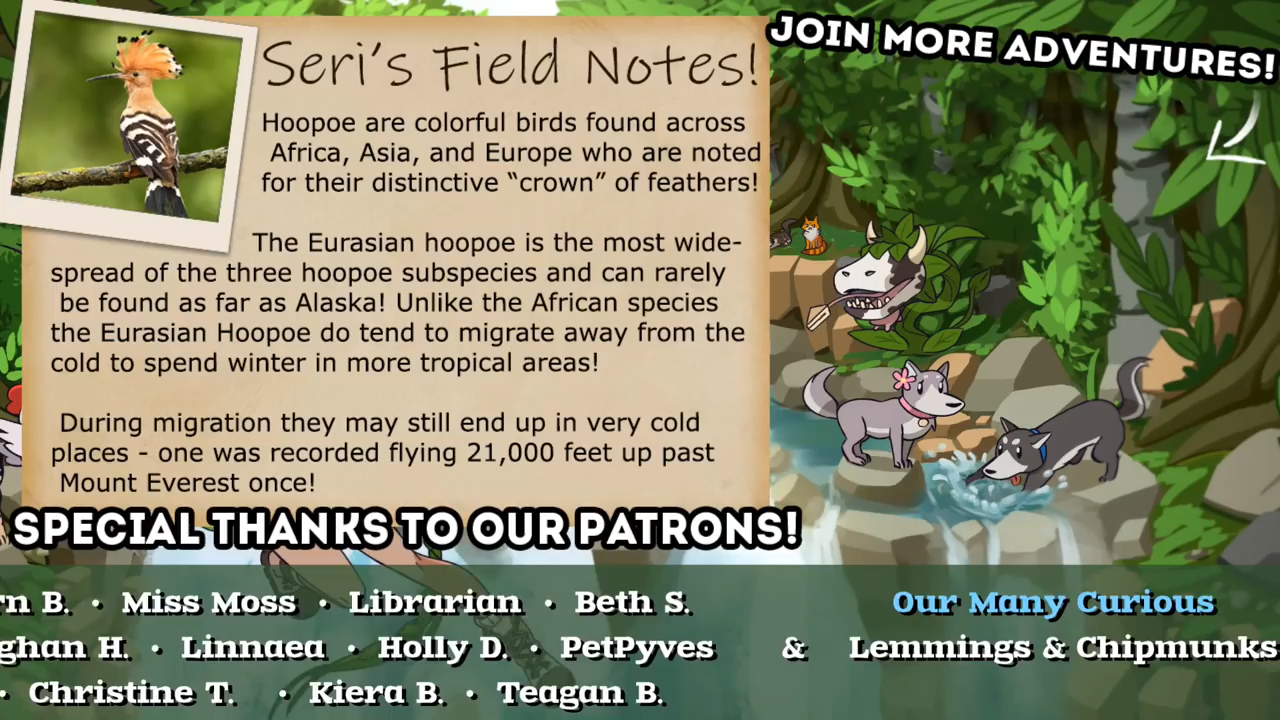 Seri's Field Notes!
Hoopoe are colorful birds found across
Africa, Asia, and Europe who are noted
for their distinctive “crown” of feathers!
The Eurasian hoopoe is the most wide-
spread of the three hoopoe subspecies and can rarely
be found as far as Alaska! Unlike the African species
the Eurasian Hoopoe do tend to migrate away from the
cold to spend winter in more tropical areas!
During migration they may still end up in very cold
places - one was recorded flying 21,000 feet up past
Mount Everest once!
JOIN MORE ADVENTURES!
SPECIAL THANKS TO OUR PATRONS!
rn B. • Miss Moss • Librarian • Beth S.
ghan H. • Linnaea • Holly D. • PetPyves
• Christine T. • Kiera B. • Teagan B.
Our Many Curious
& Lemmings & Chipmunks